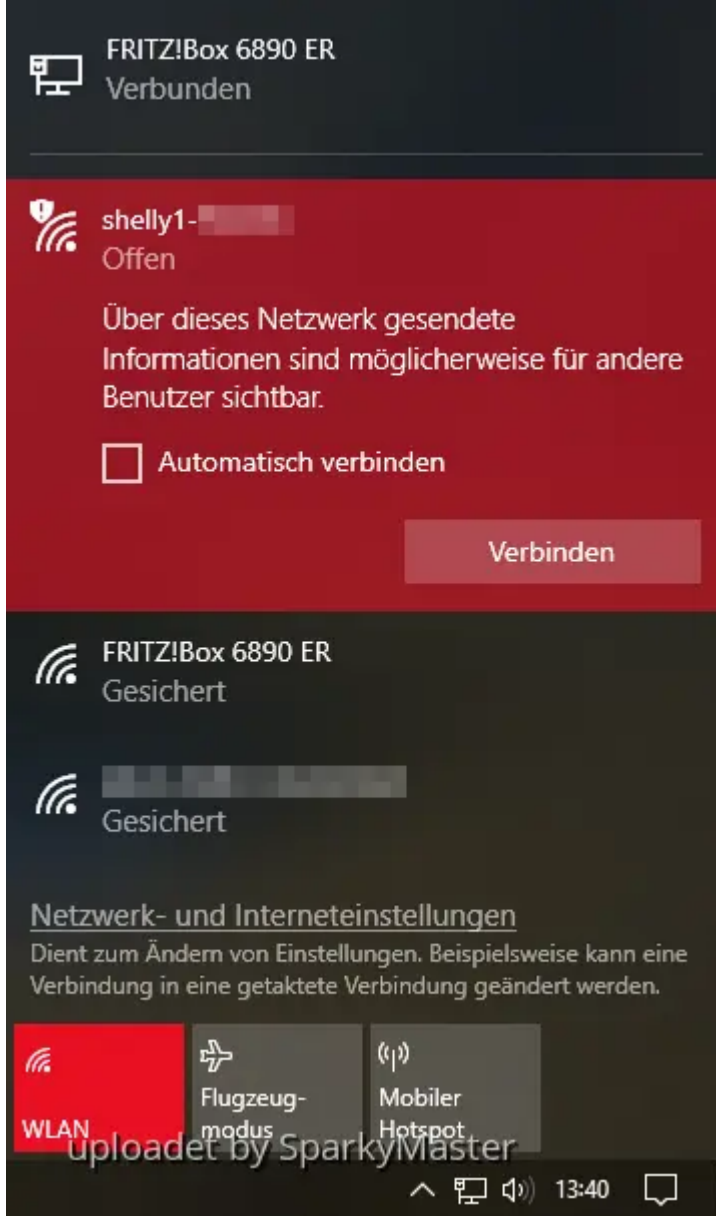 FRITZ!Box 6890 ER
Verbunden
shelly1-
Offen
Über dieses Netzwerk gesendete
Informationen sind möglicherweise für andere
Benutzer sichtbar.
Automatisch verbinden
Verbinden
FRITZ!Box 6890 ER
Gesichert
Gesichert
Netzwerk- und Interneteinstellungen
Dient zum Ändern von Einstellungen. Beispielsweise kann eine
Verbindung in eine getaktete Verbindung geändert werden.
WLAN
Flugzeug-
modus
Mobiler
Hotspot
uploadet by SparkyMaster
13:40